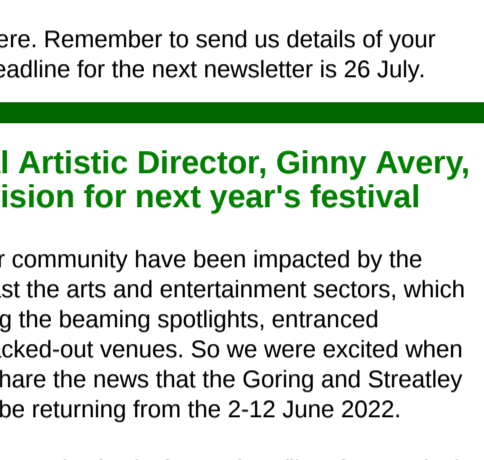 ere. Remember to send us details of your
eadline for the next newsletter is 26 July.
l Artistic Director, Ginny Avery,
ision for next year's festival
r community have been impacted by the
st the arts and entertainment sectors, which
g the beaming spotlights, entranced
cked-out venues. So we were excited when
hare the news that the Goring and Streatley
be returning from the 2-12 June 2022.